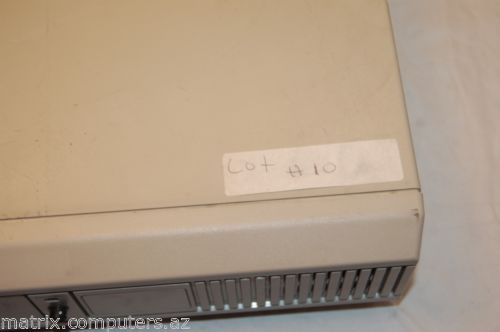 Lot #10
matrix.computers.az